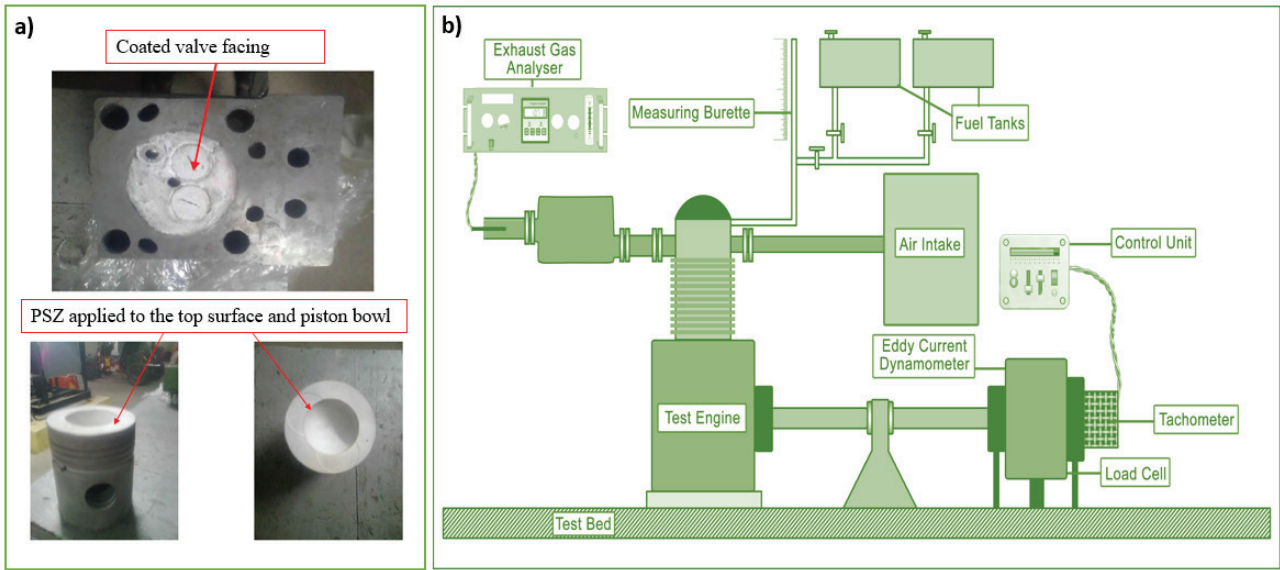 a)
Coated valve facing
PSZ applied to the top surface and piston bowl
b)
Exhaust Gas
Analyser
Measuring Burette
Fuel Tanks
Air Intake
Control Unit
Eddy Current
Dynamometer
Test Engine
Tachometer
Load Cell
Test Bed